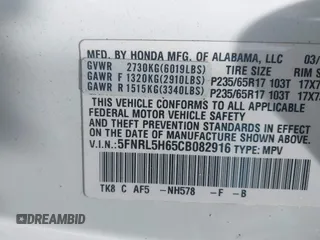 MFD. BY HONDA MFG. OF ALABAMA, LLC 03/
GVWR 2730KG(6019LBS) TIRE SIZE RIM S
GAWR F 1320KG(2910LBS) P235/65R17 103T 17X7
GAWR R 1515KG(3340LBS) P235/65R17 103T 17X7
THIS VEHICLE CONFORMS TO ALL APPLICABLE
FEDERAL MOTOR VEHICLE SAFETY AND THEFT
PREVENTION STANDARDS IN EFFECT ON THE DATE
OF MANUFACTURE SHOWN ABOVE.
V.I.N.: 5FNRL5H65CB082916 TYPE: MPV
TK8 C AF5 -NH578 -F -B